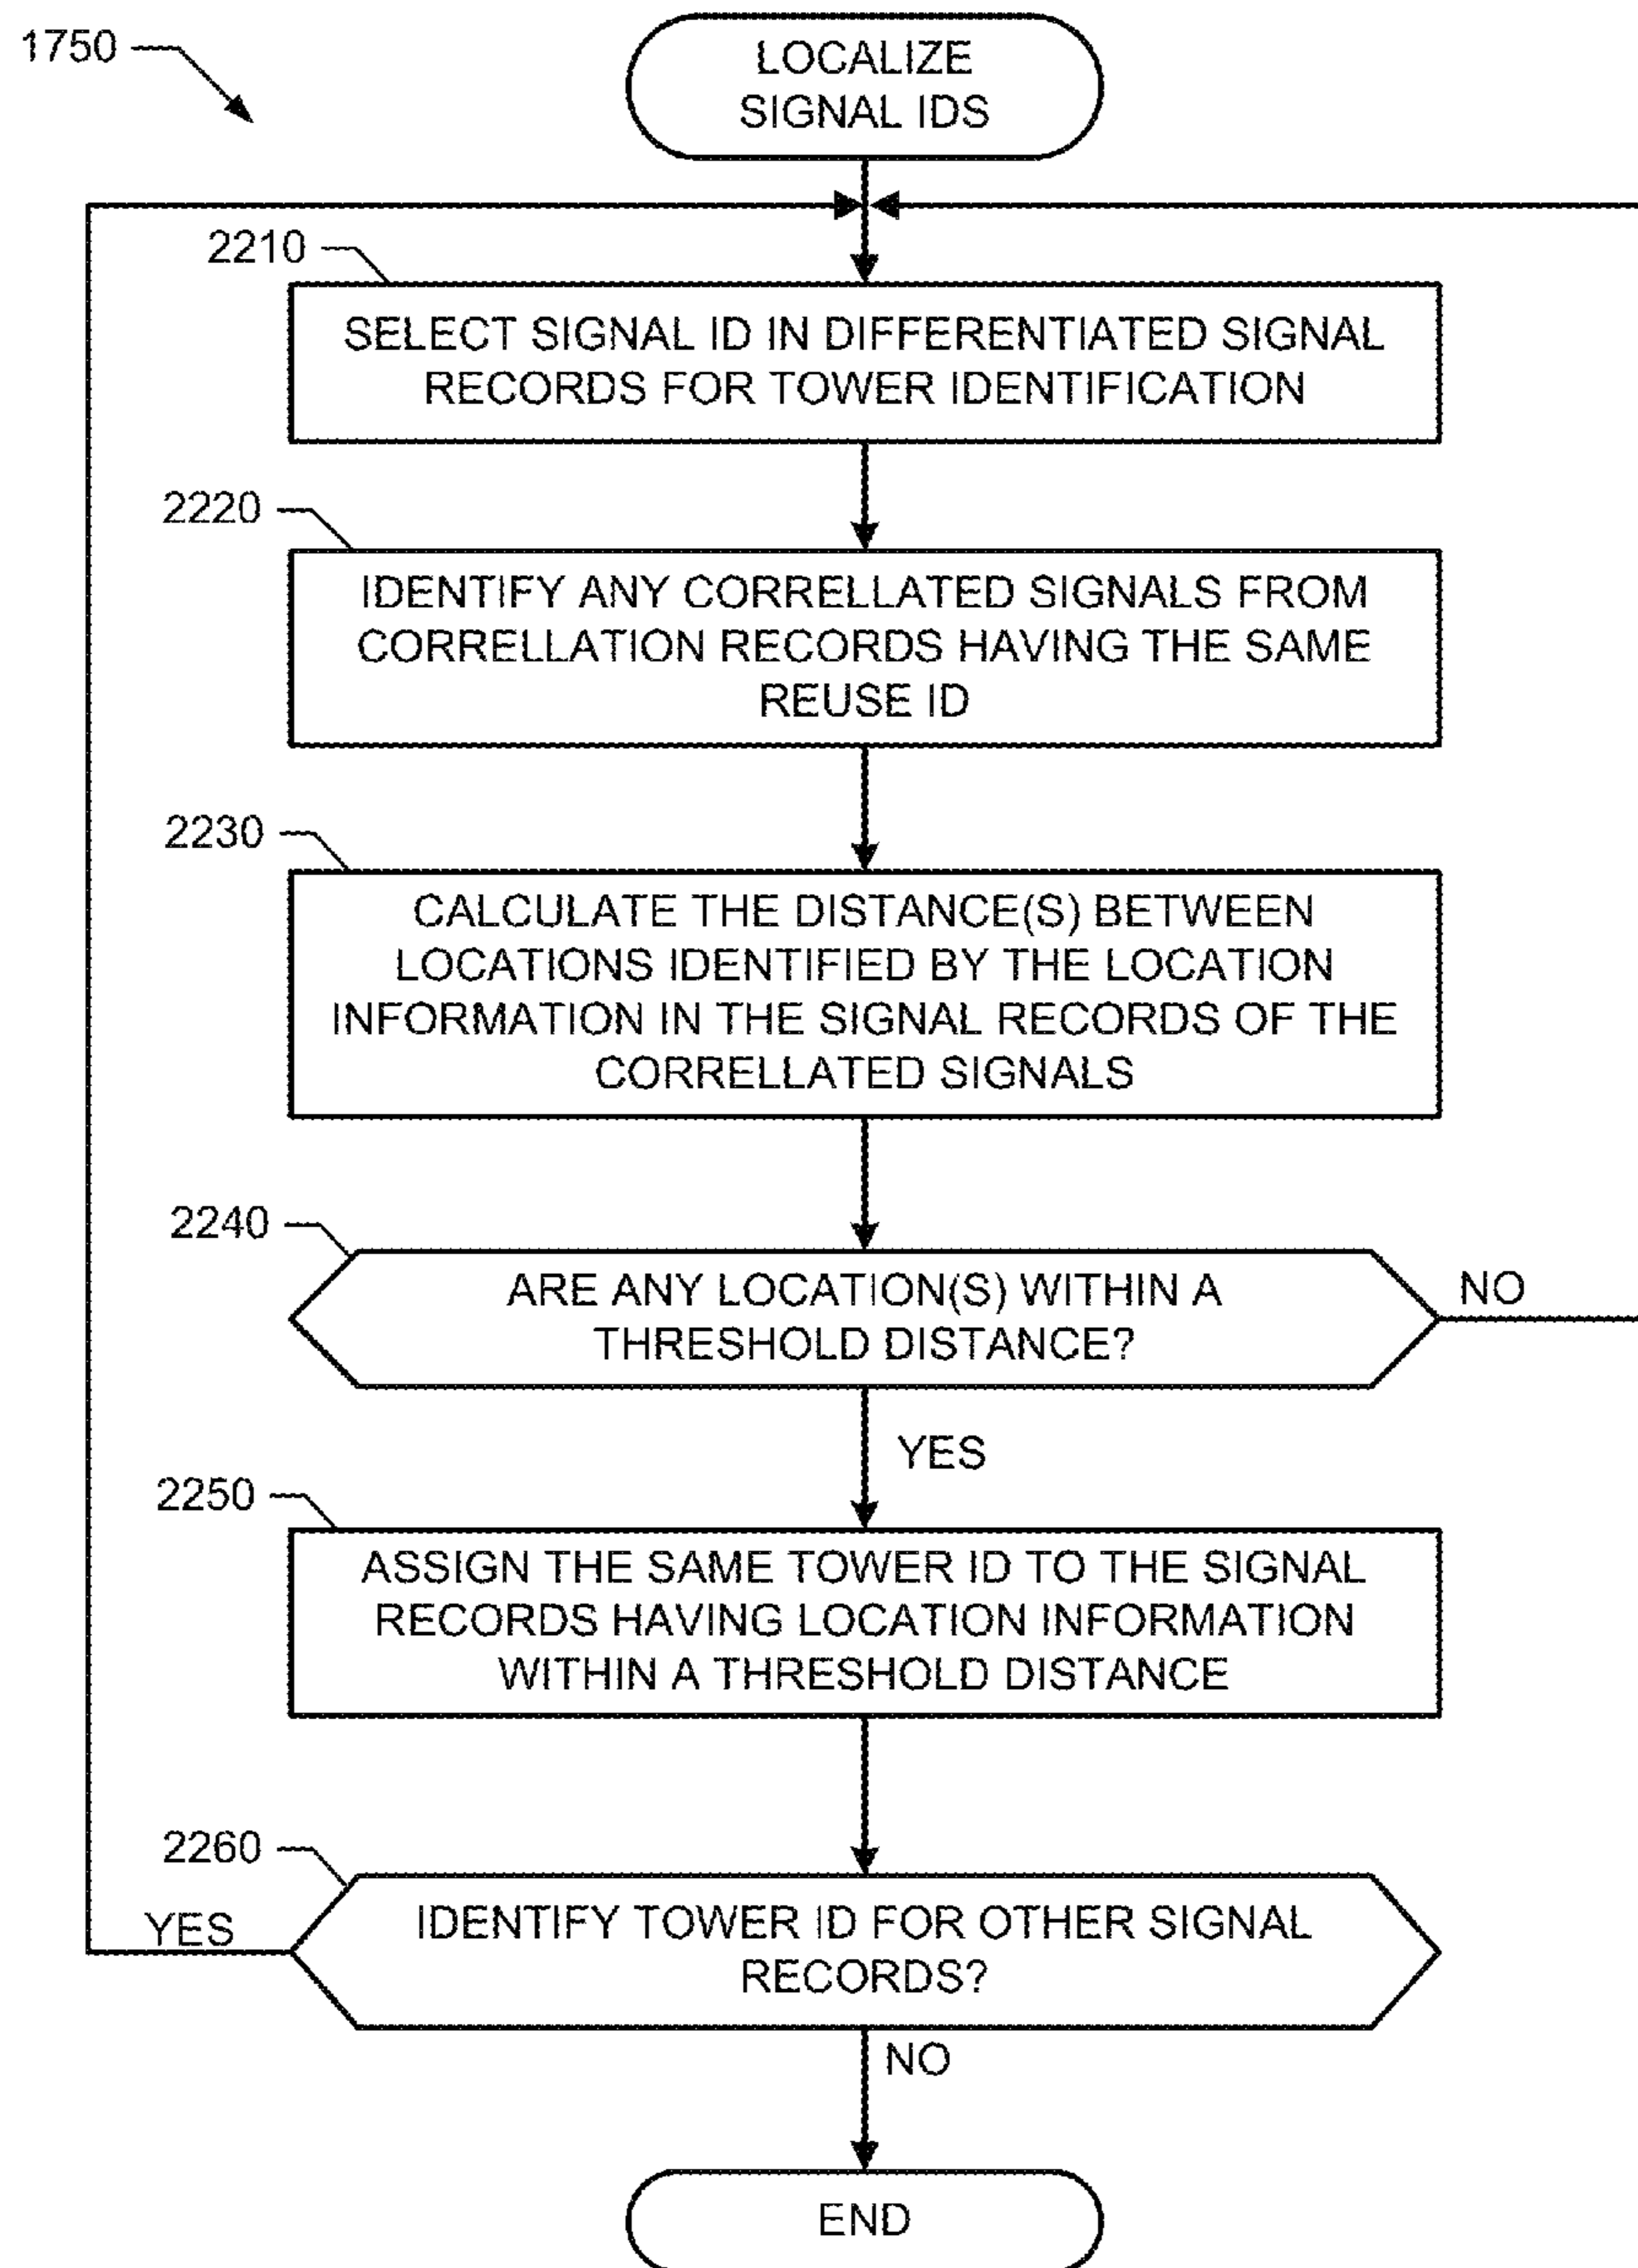 1750
LOCALIZE
SIGNAL IDS
2210
SELECT SIGNAL ID IN DIFFERENTIATED SIGNAL
RECORDS FOR TOWER IDENTIFICATION
2220
IDENTIFY ANY CORRELLATED SIGNALS FROM
CORRELLATION RECORDS HAVING THE SAME
REUSE ID
2230
CALCULATE THE DISTANCE(S) BETWEEN
LOCATIONS IDENTIFIED BY THE LOCATION
INFORMATION IN THE SIGNAL RECORDS OF THE
CORRELLATED SIGNALS
2240
ARE ANY LOCATION(S) WITHIN A
THRESHOLD DISTANCE?
NO
YES
2250
ASSIGN THE SAME TOWER ID TO THE SIGNAL
RECORDS HAVING LOCATION INFORMATION
WITHIN A THRESHOLD DISTANCE
2260
YES
IDENTIFY TOWER ID FOR OTHER SIGNAL
RECORDS?
NO
END